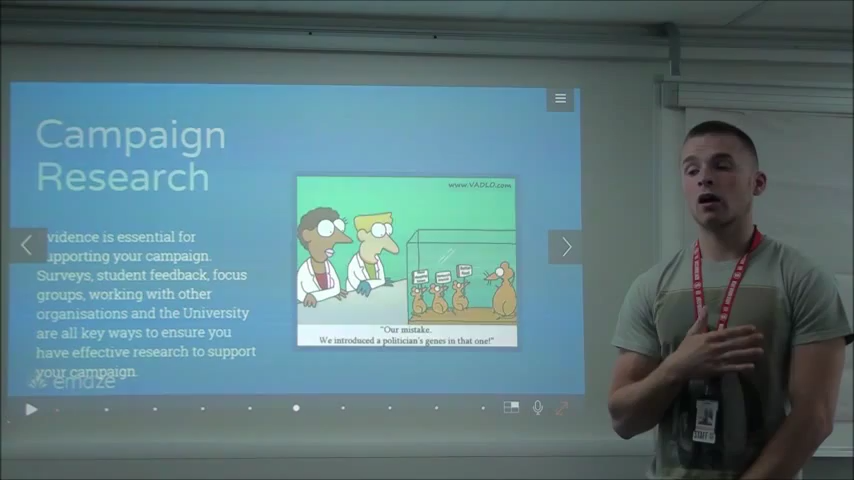 Campaign
Research
www.VADLO.com
vidence is essential for
upporting your campaign.
Surveys, student feedback, focus
groups, working with other
organisations and the University
are all key ways to ensure you
have effective research to support
your campaign.
"Our mistake.
We introduced a politician's genes in that one!"
emaze
STAFF